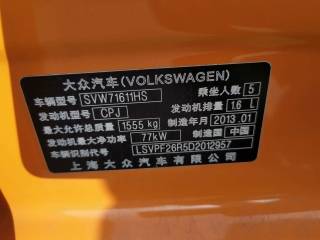 大众汽车(VOLKSWAGEN)
车辆型号 SVW71611HS 乘坐人数 5
发动机型号 CPJ 发动机排量 1.6 L
最大允许总质量 1555 kg 制造年月 2013.01
发动机最大净功率 77kW 制造国 中国
车辆识别代号 LSVPF26R5D2012957
上海大众汽车有限公司